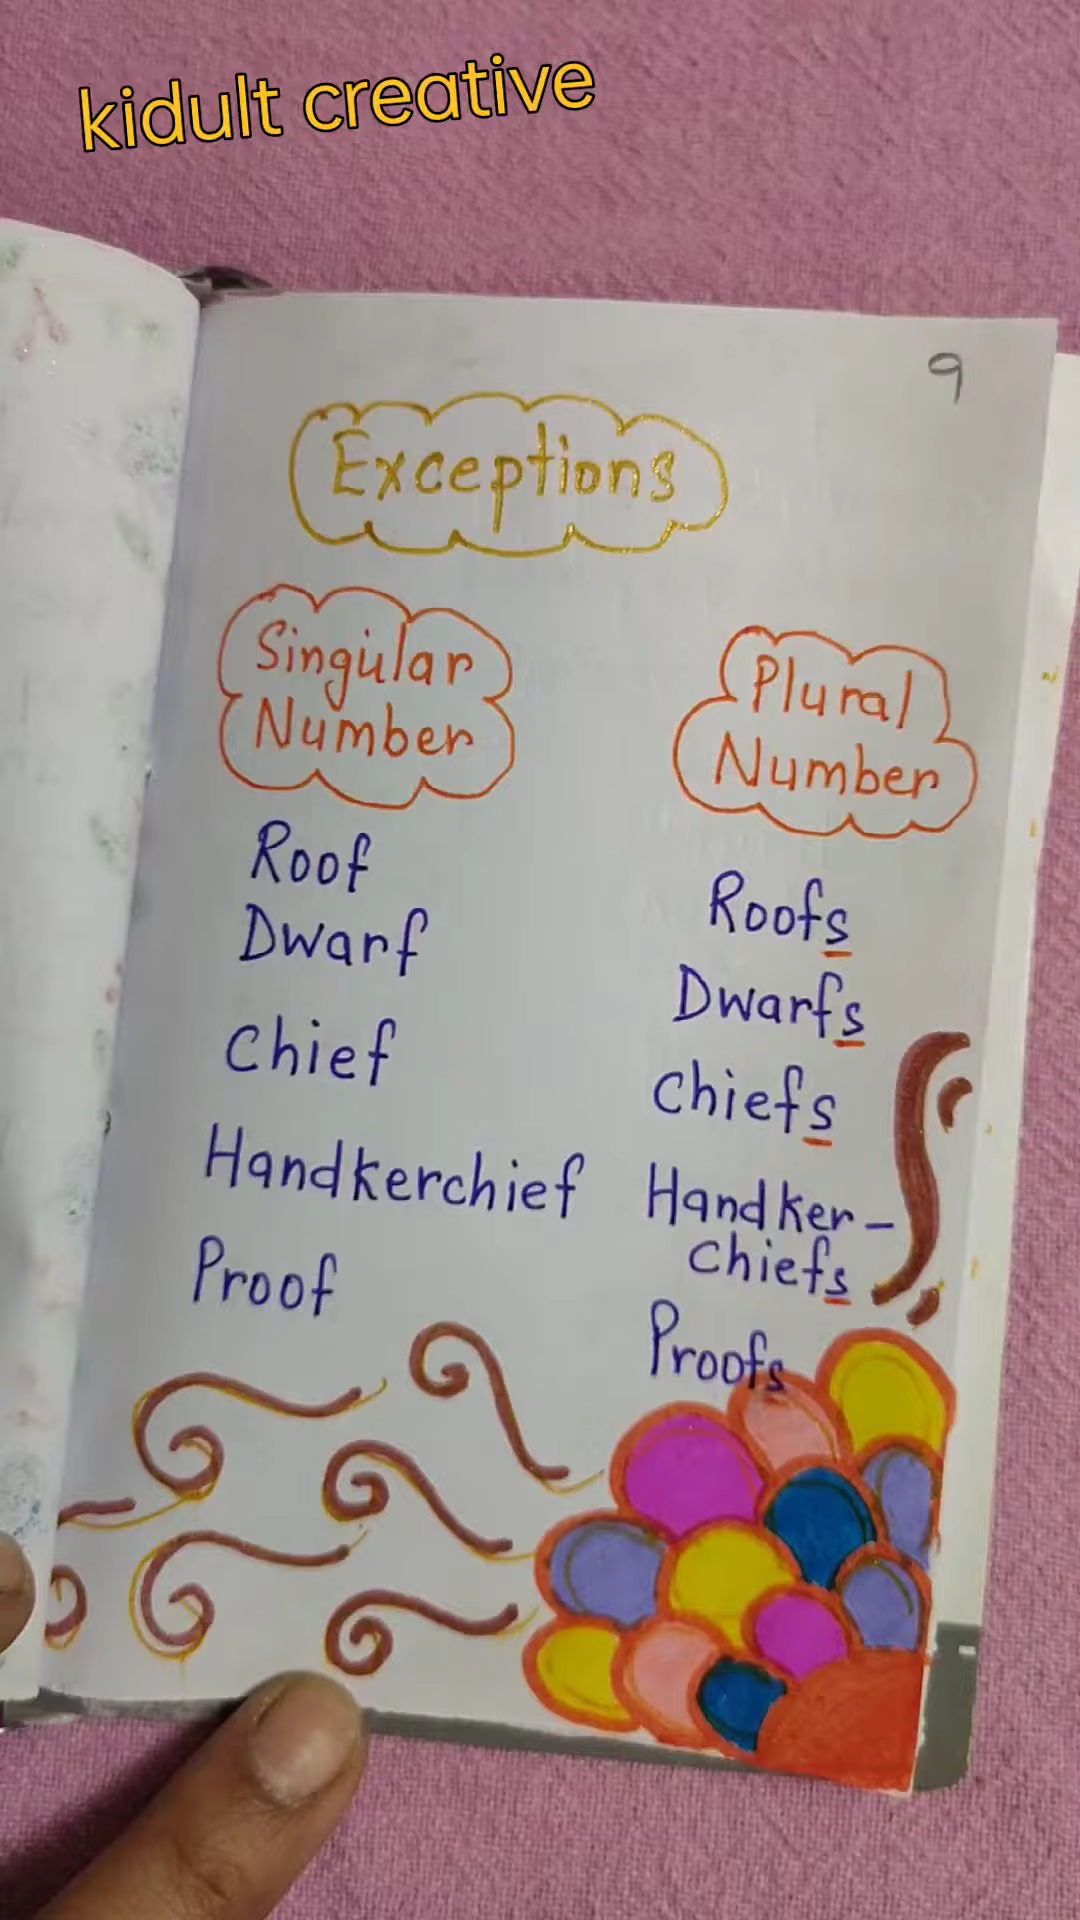 kidult creative
9
Exceptions
Singular
Number
Plural
Number
Roof
Roofs
Dwarf
Dwarfs
Chief
Chiefs
Handkerchief
Handker-
chiefs
Proof
Proofs